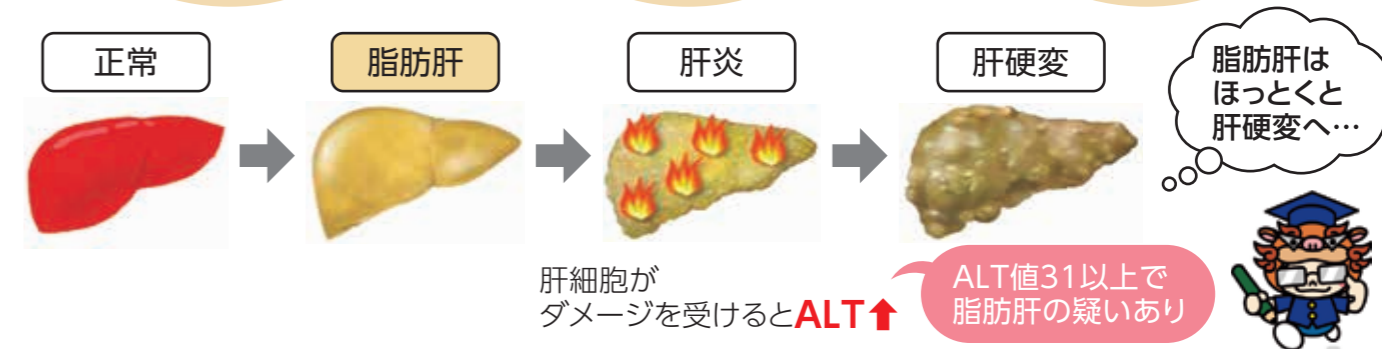 正常
脂肪肝
肝炎
肝硬変
脂肪肝は
ほっとくと
肝硬変へ…
肝細胞が
ダメージを受けるとALT⬆
ALT値31以上で
脂肪肝の疑いあり